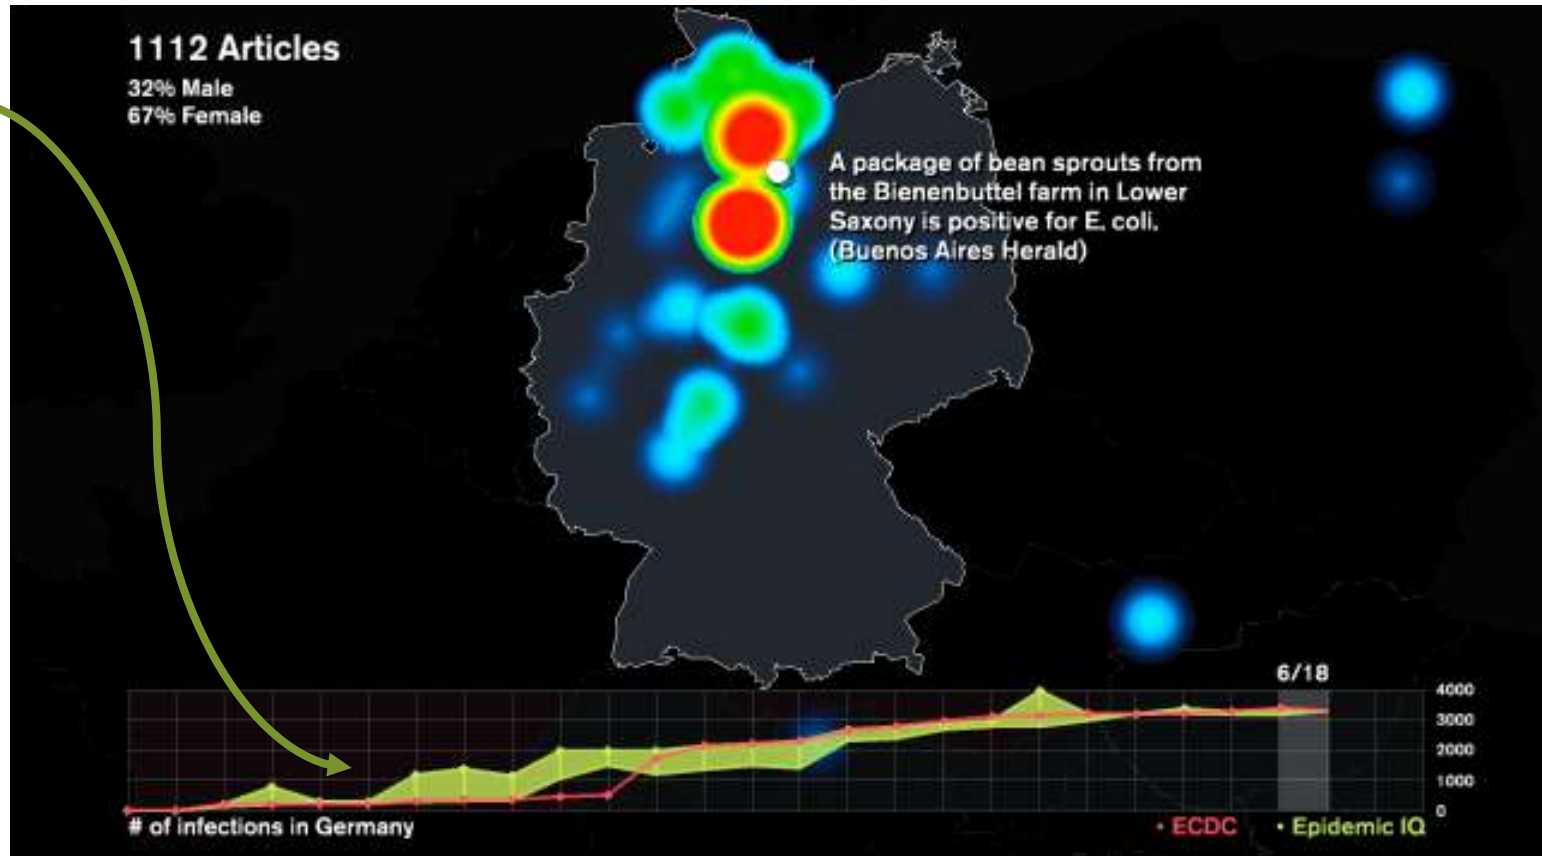 1112 Articles
32% Male
67% Female
A package of bean sprouts from
the Bienenbuttel farm in Lower
Saxony is positive for E. coli.
(Buenos Aires Herald)
6/18
4000
3000
2000
1000
0
# of infections in Germany
• ECDC • Epidemic IQ